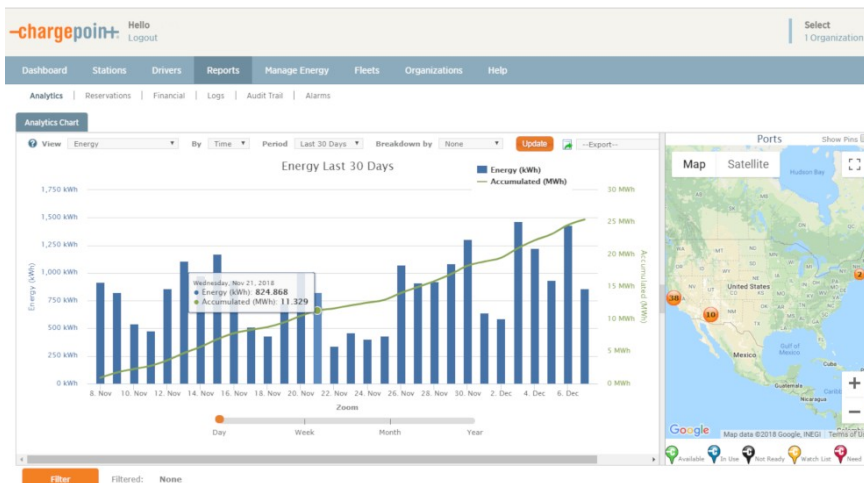 -chargepoin+.
Hello
Logout
Select
1 Organization
Dashboard Stations Drivers Reports Manage Energy Fleets Organizations Help
Analytics | Reservations | Financial | Logs | Audit Trail | Alarms
Analytics Chart
? View Energy By Time Period Last 30 Days Breakdown by None Update --Export--
Energy Last 30 Days
Energy (kWh)
Accumulated (MWh)
1,750 kWh
1,500 kWh
1,250 kWh
1,000 kWh
750 kWh
500 kWh
250 kWh
0 kWh
Energy (kWh)
Wednesday, Nov 21, 2018
Energy (kWh): 824.868
Accumulated (MWh): 11.329
30 MWh
25 MWh
20 MWh
15 MWh
10 MWh
5 MWh
0 MWh
Accumulated (MWh)
8. Nov 10. Nov 12. Nov 14. Nov 16. Nov 18. Nov 20. Nov 22. Nov 24. Nov 26. Nov 28. Nov 30. Nov 2. Dec 4. Dec 6. Dec
Zoom
Day Week Month Year
Filter Filtered: None
Ports Show Pins
Map Satellite
Hudson Bay
United States
38
10
2
Gulf of
Mexico
Mexico
Cuba
Guatemala
Nicaragua
+
−
Google Map data ©2018 Google, INEGI Terms of U
Available In Use Not Ready Watch List Need